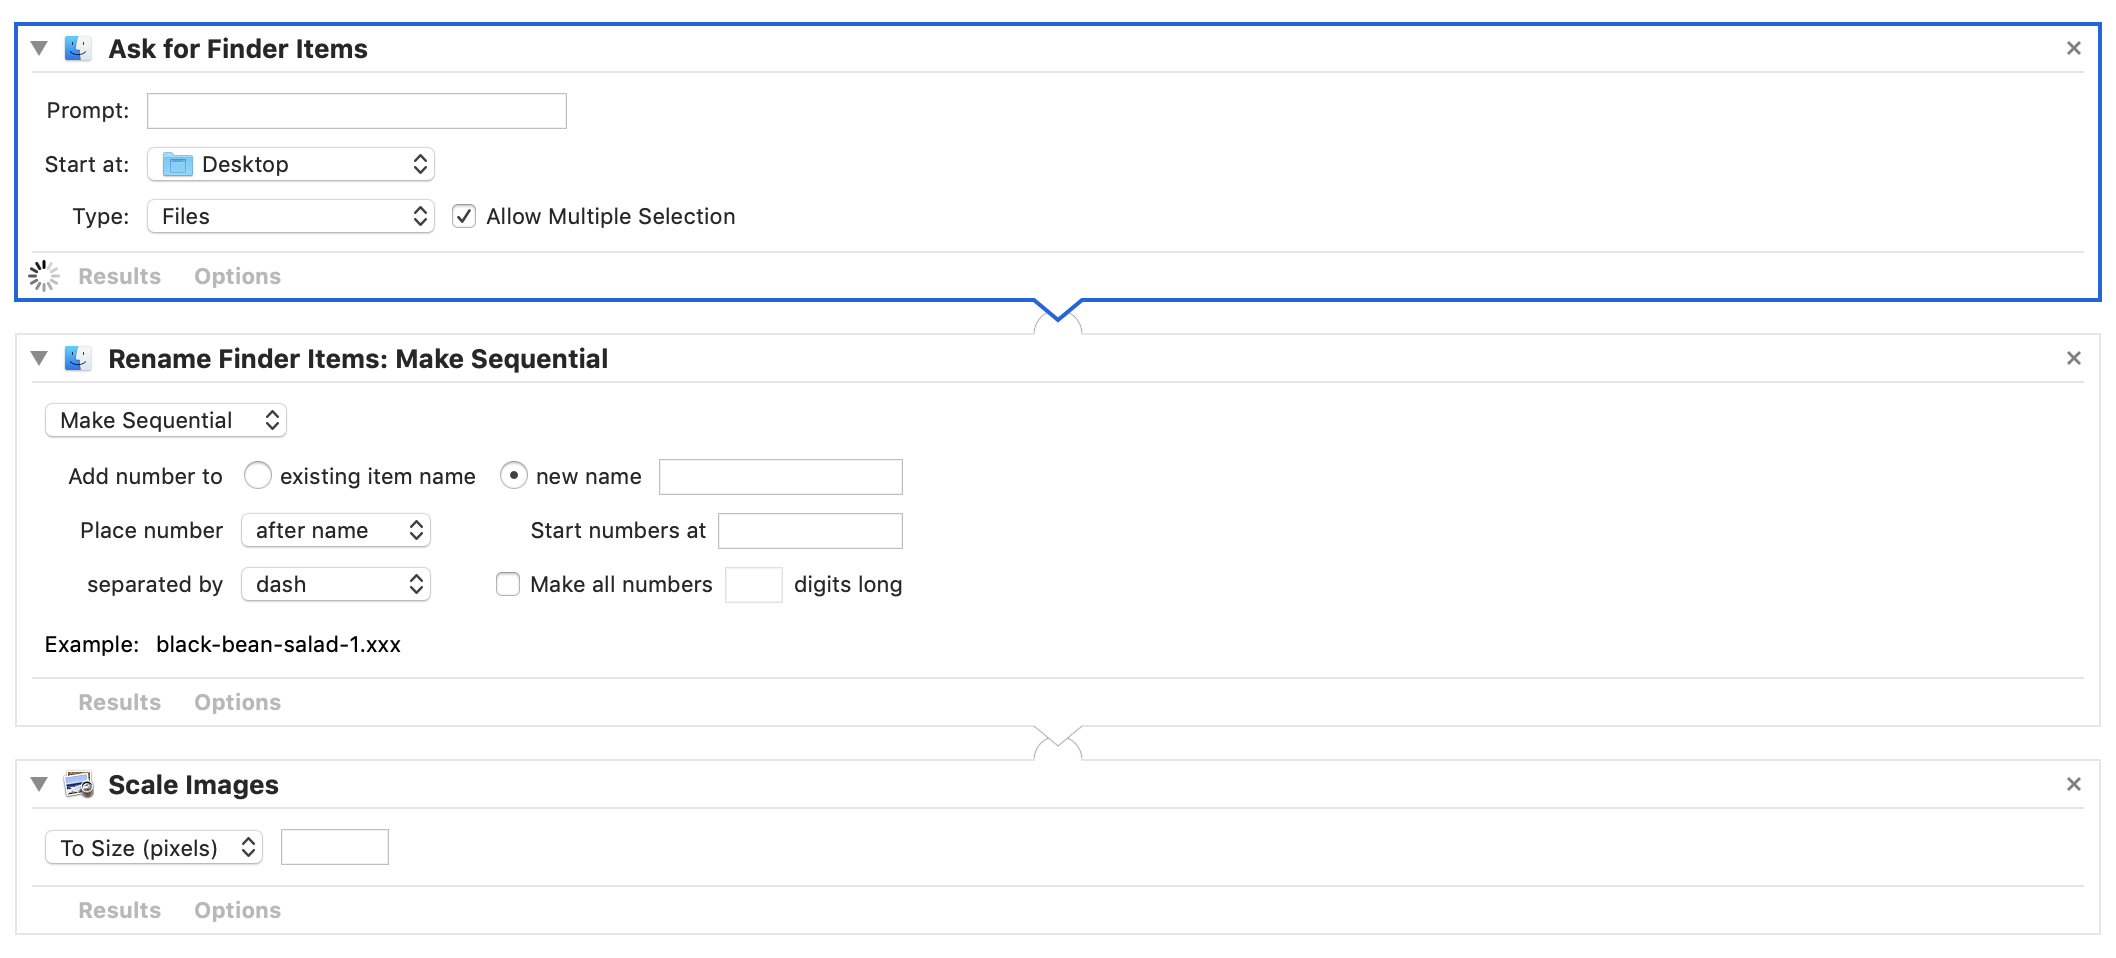 Ask for Finder Items
Prompt:
Start at: Desktop
Type: Files Allow Multiple Selection
Results Options
Rename Finder Items: Make Sequential
Make Sequential
Add number to existing item name new name
Place number after name Start numbers at
separated by dash Make all numbers digits long
Example: black-bean-salad-1.xxx
Results Options
Scale Images
To Size (pixels)
Results Options